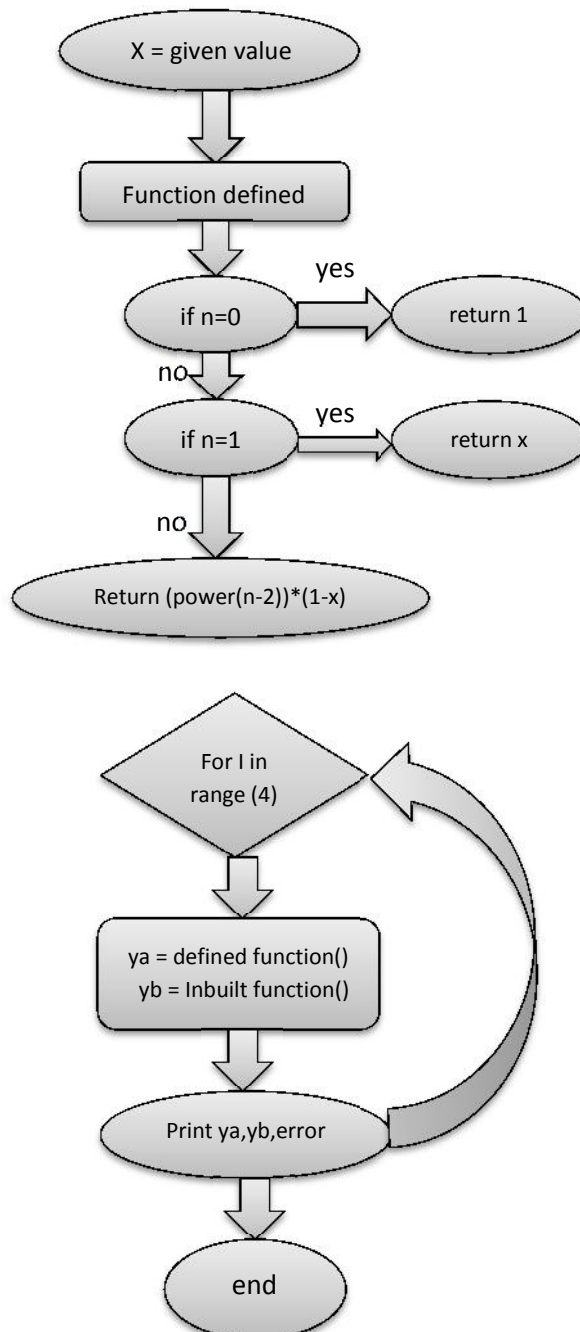 X = given value
Function defined
yes
if n=0
return 1
no
yes
if n=1
return x
no
Return (power(n-2))*(1-x)
For I in
range (4)
ya = defined function()
yb = Inbuilt function()
Print ya,yb,error
end